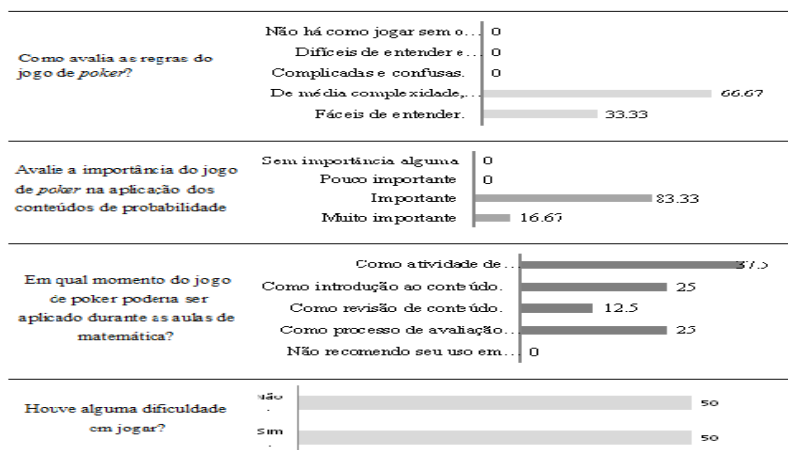 Como avalia as regras do
jogo de poker?
Não há como jogar sem o... 0
Difíceis de entender e... 0
Complicadas e confusas. 0
De média complexidade,... 66.67
Fáceis de entender. 33.33
Avalie a importância do jogo
de poker na aplicação dos
conteúdos de probabilidade
Sem importância alguma 0
Pouco importante 0
Importante 83.33
Muito importante 16.67
Em qual momento do jogo
de poker poderia ser
aplicado durante as aulas de
matemática?
Como atividade de... 37.5
Como introdução ao conteúdo. 25
Como revisão de conteúdo. 12.5
Como processo de avaliação... 25
Não recomendo seu uso em... 0
Houve alguma dificuldade
em jogar?
Não 50
Sim 50